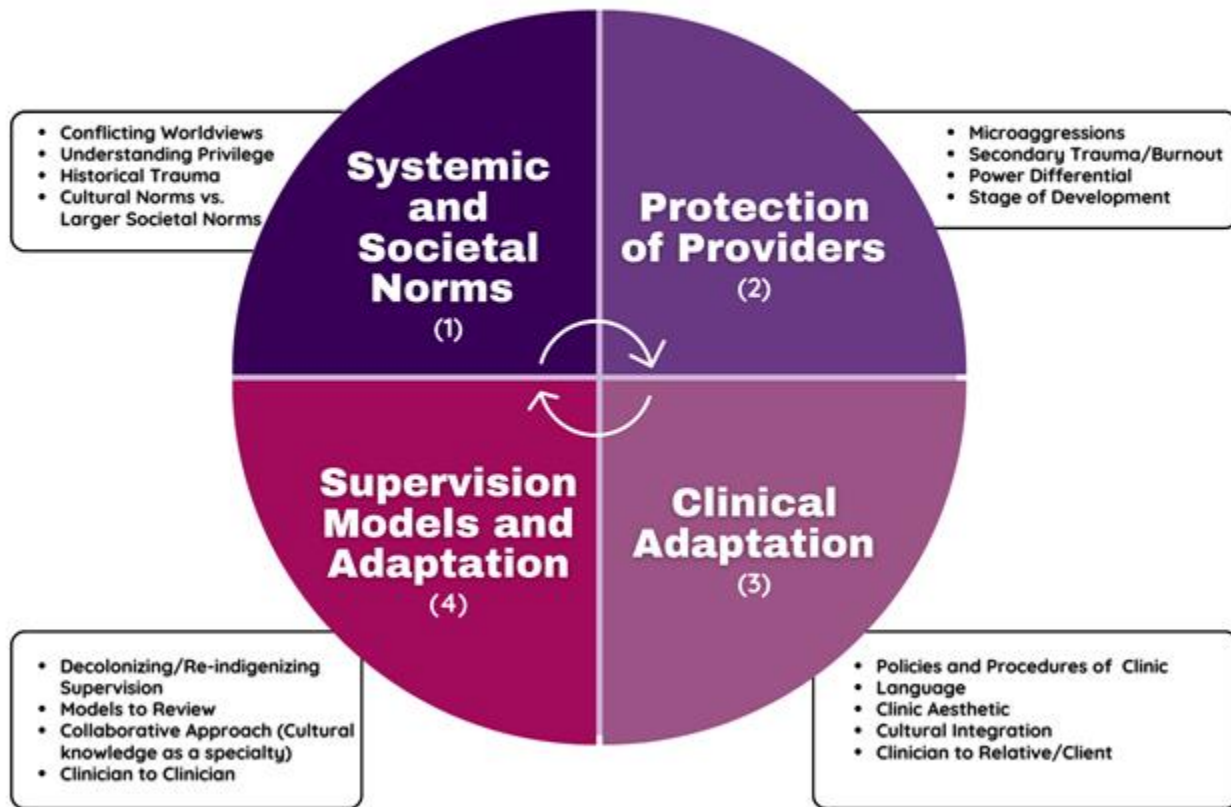 • Conflicting Worldviews
• Understanding Privilege
• Historical Trauma
• Cultural Norms vs.
Larger Societal Norms
Systemic
and
Societal
Norms
(1)
Protection
of Providers
(2)
• Microaggressions
• Secondary Trauma/Burnout
• Power Differential
• Stage of Development
Supervision
Models and
Adaptation
(4)
Clinical
Adaptation
(3)
• Decolonizing/Re-indigenizing
Supervision
• Models to Review
• Collaborative Approach (Cultural
knowledge as a specialty)
• Clinician to Clinician
• Policies and Procedures of Clinic
• Language
• Clinic Aesthetic
• Cultural Integration
• Clinician to Relative/Client